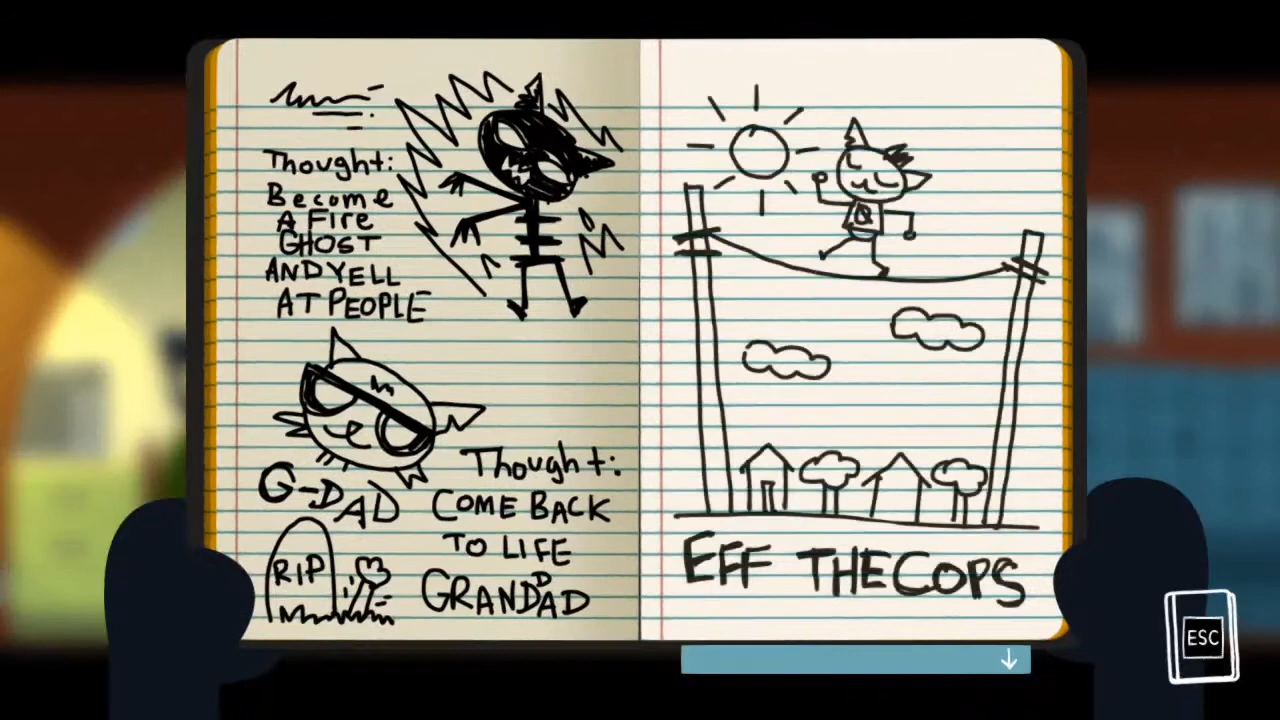 Thought:
Become
A Fire
GHOST
AND YELL
AT PEOPLE
G-DAD
Thought:
COME BACK
TO LIFE
GRANDDAD
RIP
EFF THE COPS
ESC